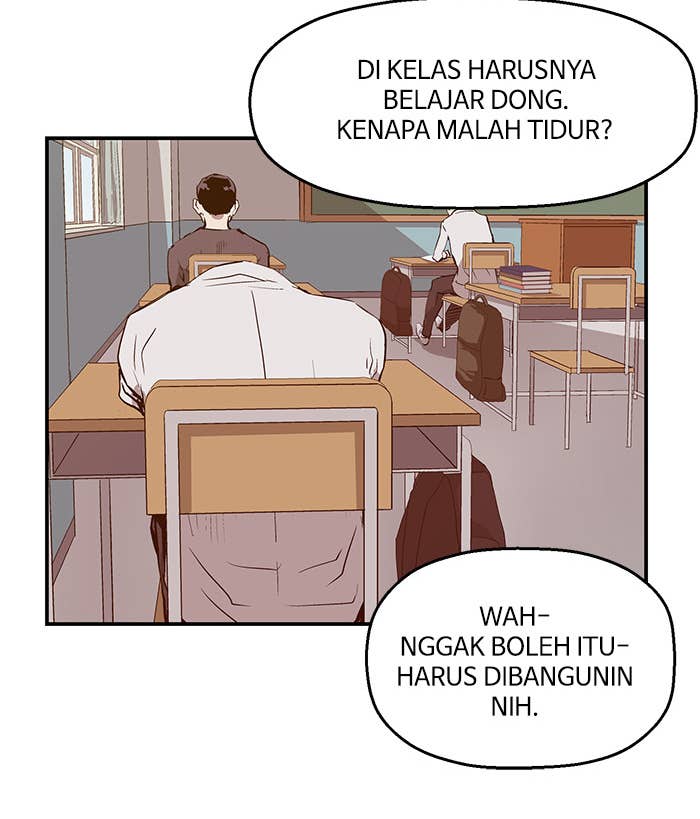 DI KELAS HARUSNYA
BELAJAR DONG.
KENAPA MALAH TIDUR?
WAH-
NGGAK BOLEH ITU-
HARUS DIBANGUNIN
NIH.